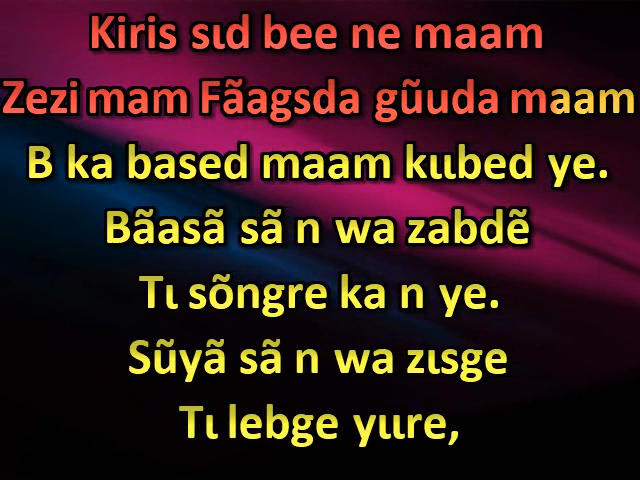 Kiris sɩd bee ne maam
Zezi mam Fãagsda gũuda maam
B ka based maam kɩɩbed ye.
Bãasã sã n wa zabdẽ
Tɩ sõngre ka n ye.
Sũyã sã n wa zɩsge
Tɩ lebge yɩɩre,